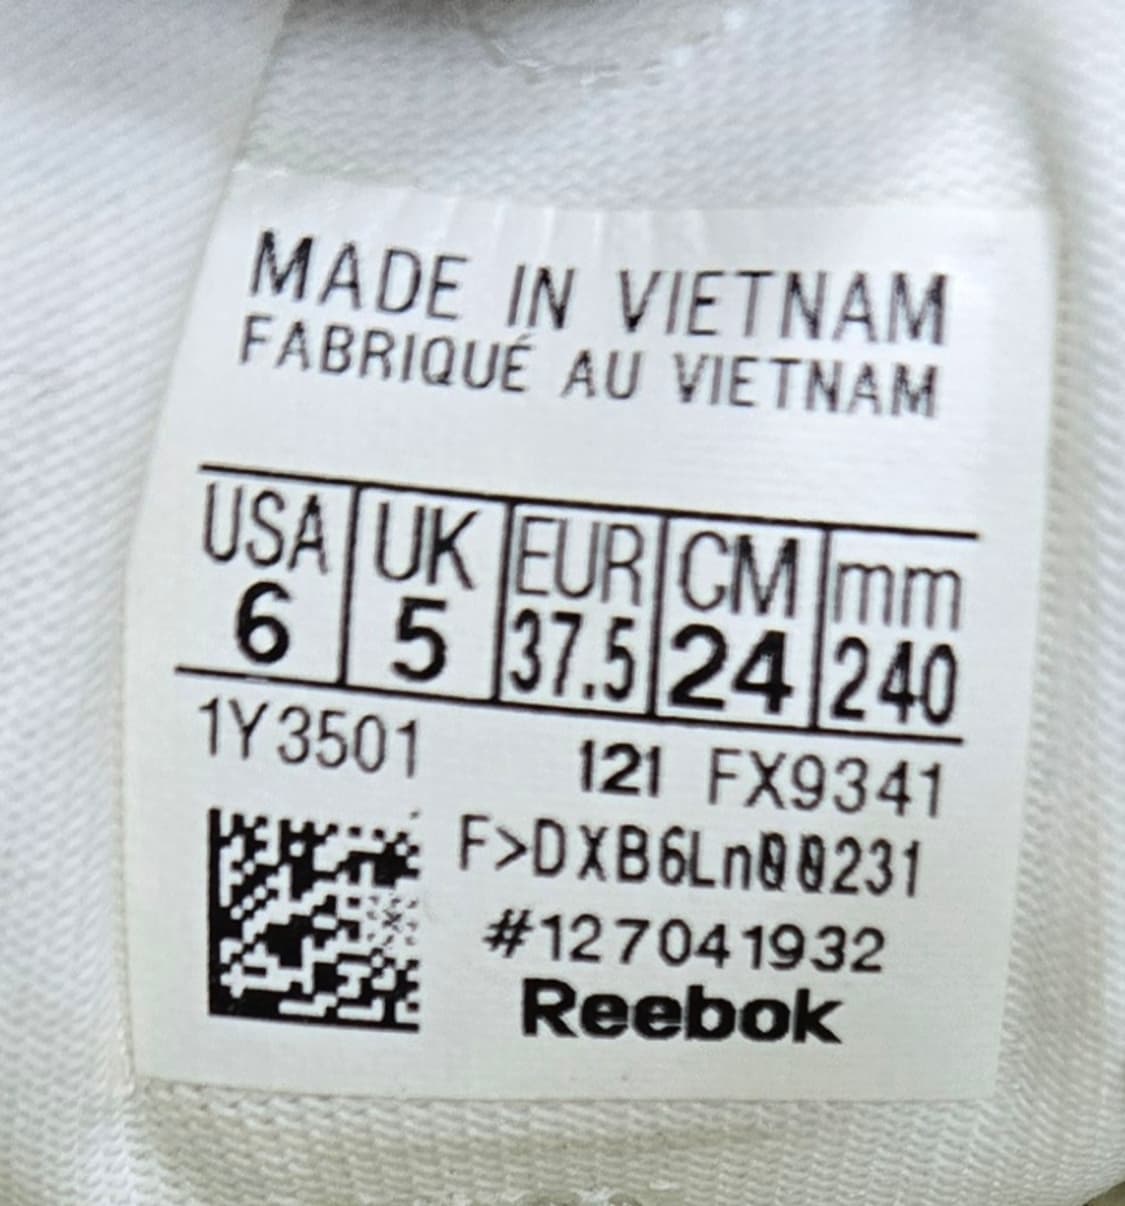 MADE IN VIETNAM
FABRIQUÉ AU VIETNAM
USA UK EUR CM mm
6 5 37.5 24 240
1Y3501 121 FX9341
F>DXB6Ln00231
#127041932
Reebok